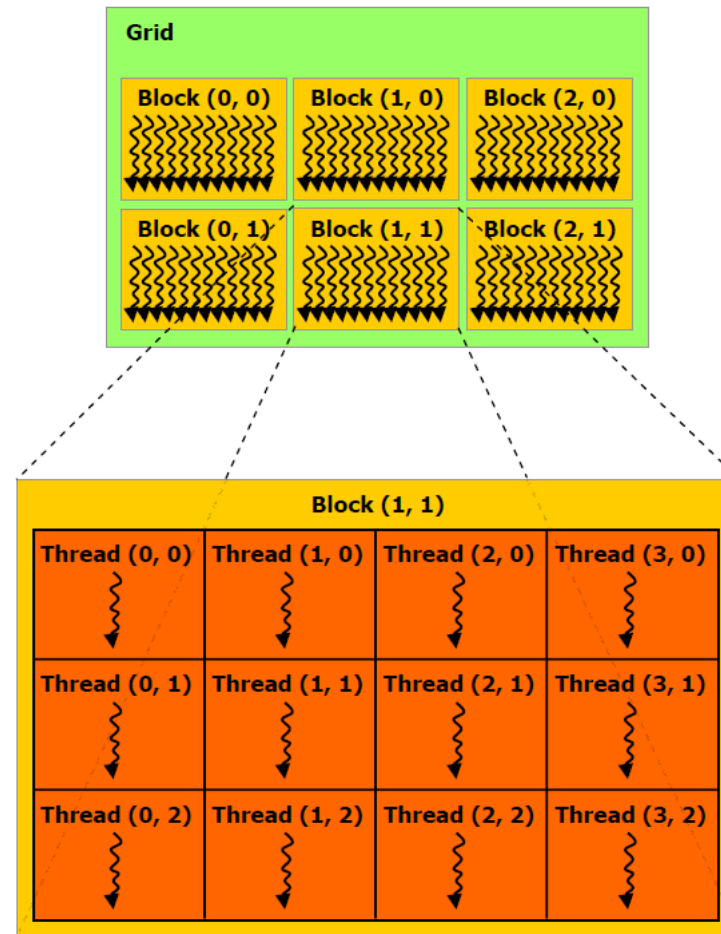 Grid
Block (0, 0) Block (1, 0) Block (2, 0)
Block (0, 1) Block (1, 1) Block (2, 1)
Block (1, 1)
Thread (0, 0) Thread (1, 0) Thread (2, 0) Thread (3, 0)
Thread (0, 1) Thread (1, 1) Thread (2, 1) Thread (3, 1)
Thread (0, 2) Thread (1, 2) Thread (2, 2) Thread (3, 2)